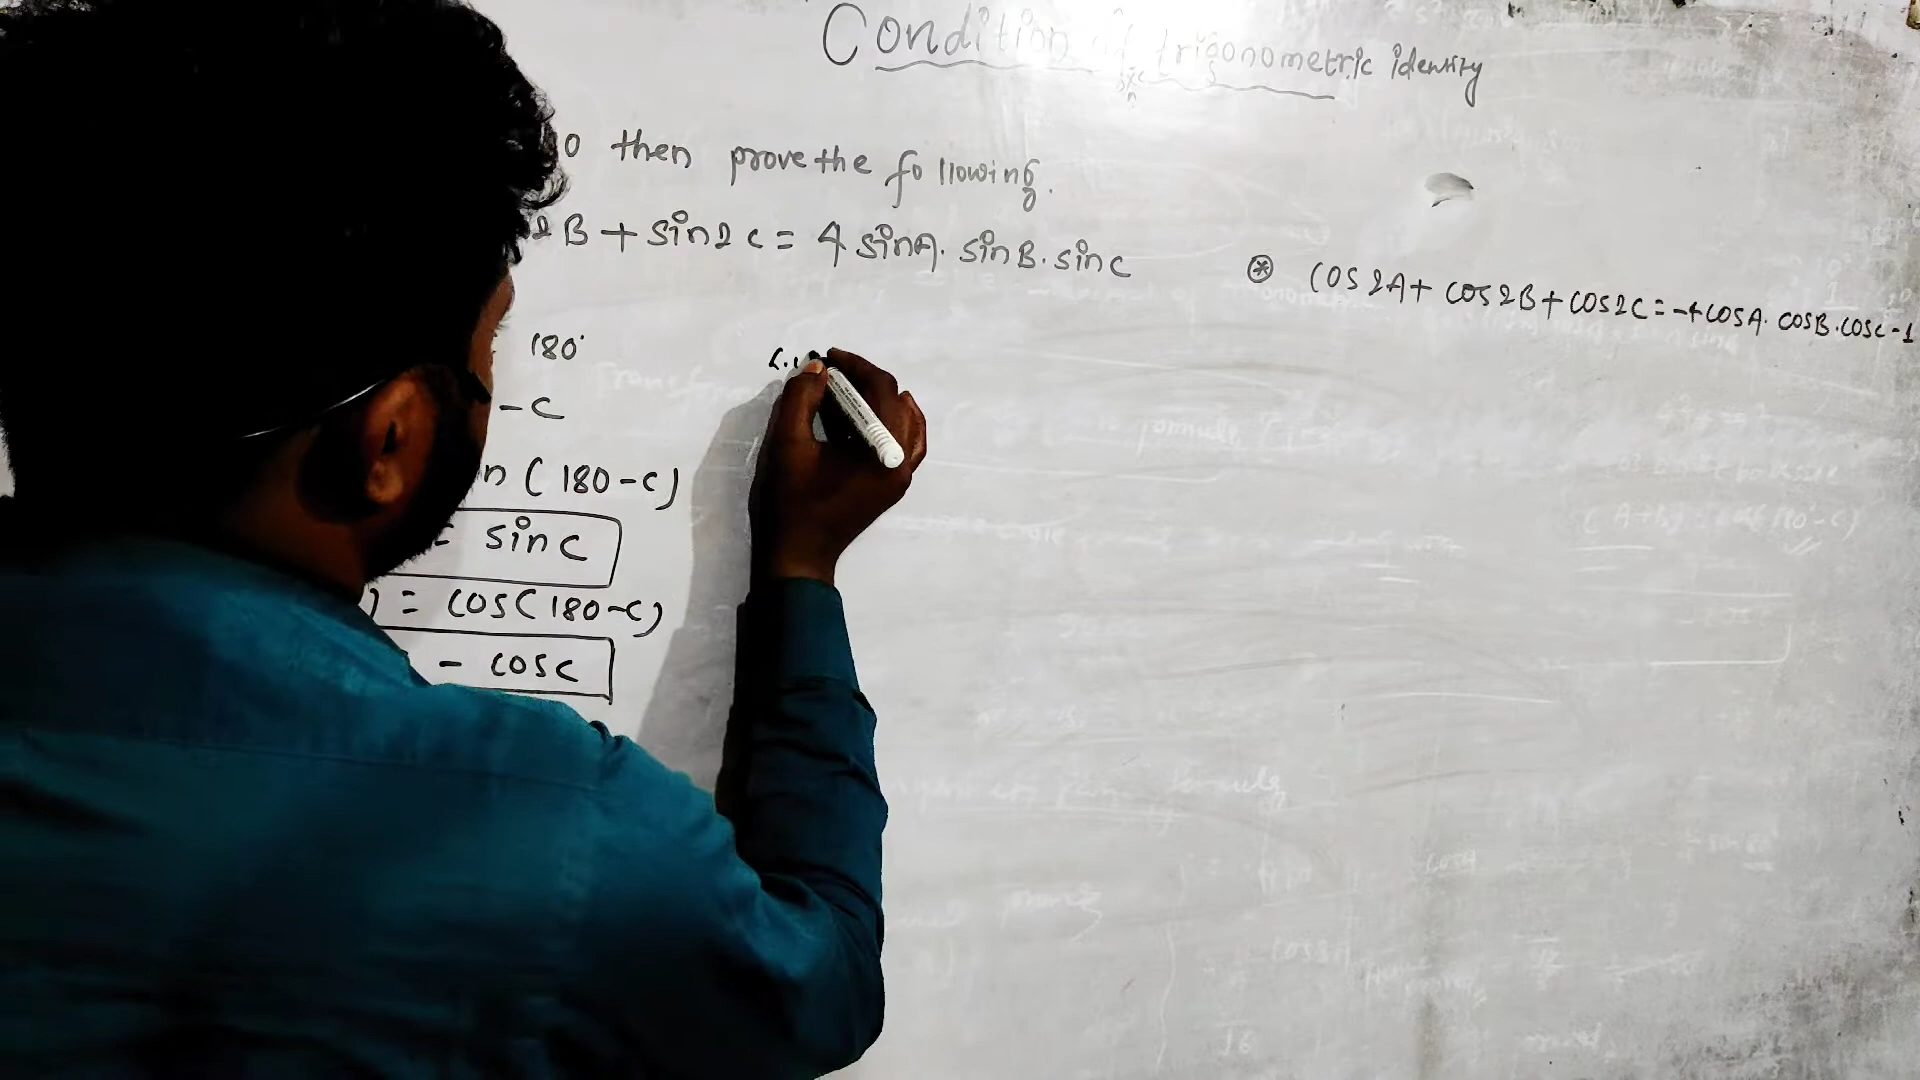 Condition of trigonometric identity
0 then prove the following.
2B + sin2C = 4 sinA. sinB. sinC
⊛ cos2A + cos2B + cos2C = -4cosA. cosB. cosC - 1
180°
- C
n (180-C)
= sinC
) = cos(180-C)
- cosC